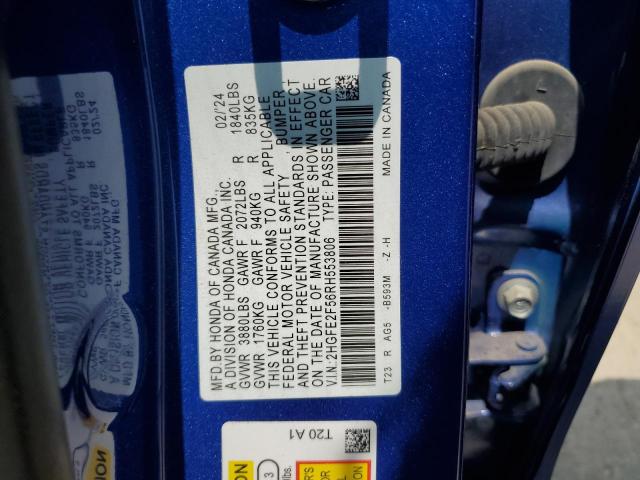 MFD.BY HONDA OF CANADA MFG., 02/'24
A DIVISION OF HONDA CANADA INC.
GVWR 3880LBS GAWR F 2072LBS R 1840LBS
GVWR 1760KG GAWR F 940KG R 835KG
THIS VEHICLE CONFORMS TO ALL APPLICABLE
FEDERAL MOTOR VEHICLE SAFETY , BUMPER ,
AND THEFT PREVENTION STANDARDS IN EFFECT
ON THE DATE OF MANUFACTURE SHOWN ABOVE.
V.I.N.:2HGFE2F56RH553806 TYPE: PASSENGER CAR
T23 R AG5 -B593M -Z -H MADE IN CANADA
T20 A1